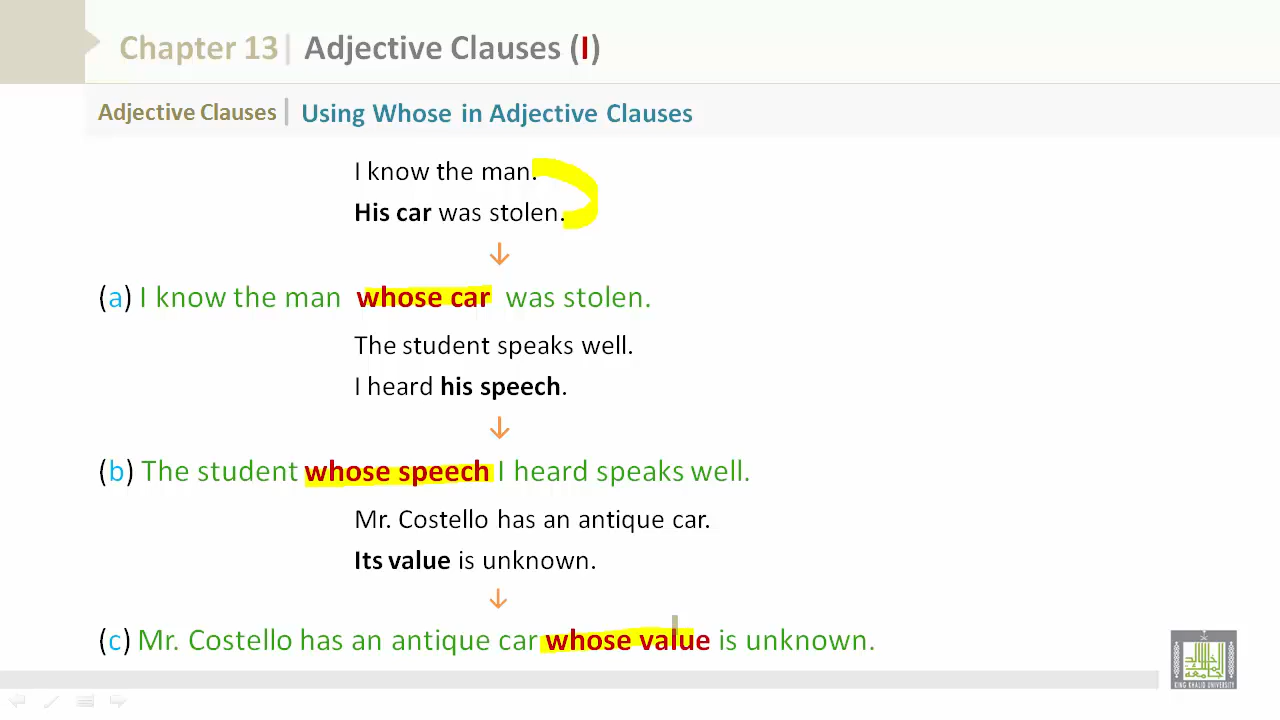 Chapter 13| Adjective Clauses (I)
Adjective Clauses | Using Whose in Adjective Clauses
I know the man.
His car was stolen.
↓
(a) I know the man whose car was stolen.
The student speaks well.
I heard his speech.
↓
(b) The student whose speech I heard speaks well.
Mr. Costello has an antique car.
Its value is unknown.
↓
(c) Mr. Costello has an antique car whose value is unknown.
KING KHALID UNIVERSITY